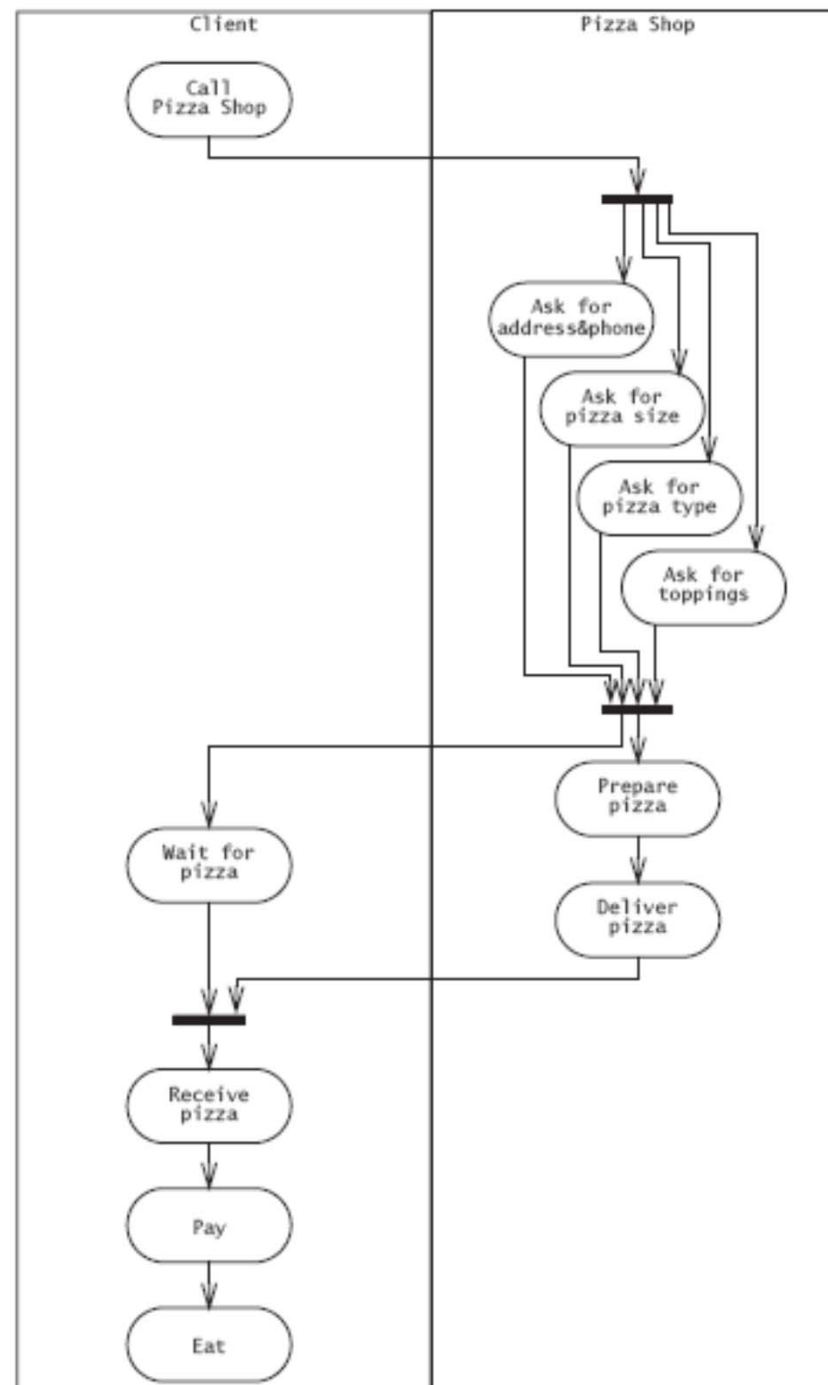 Client
Pizza Shop
Call
Pizza Shop
Ask for
address&phone
Ask for
pizza size
Ask for
pizza type
Ask for
toppings
Prepare
pizza
Wait for
pizza
Deliver
pizza
Receive
pizza
Pay
Eat